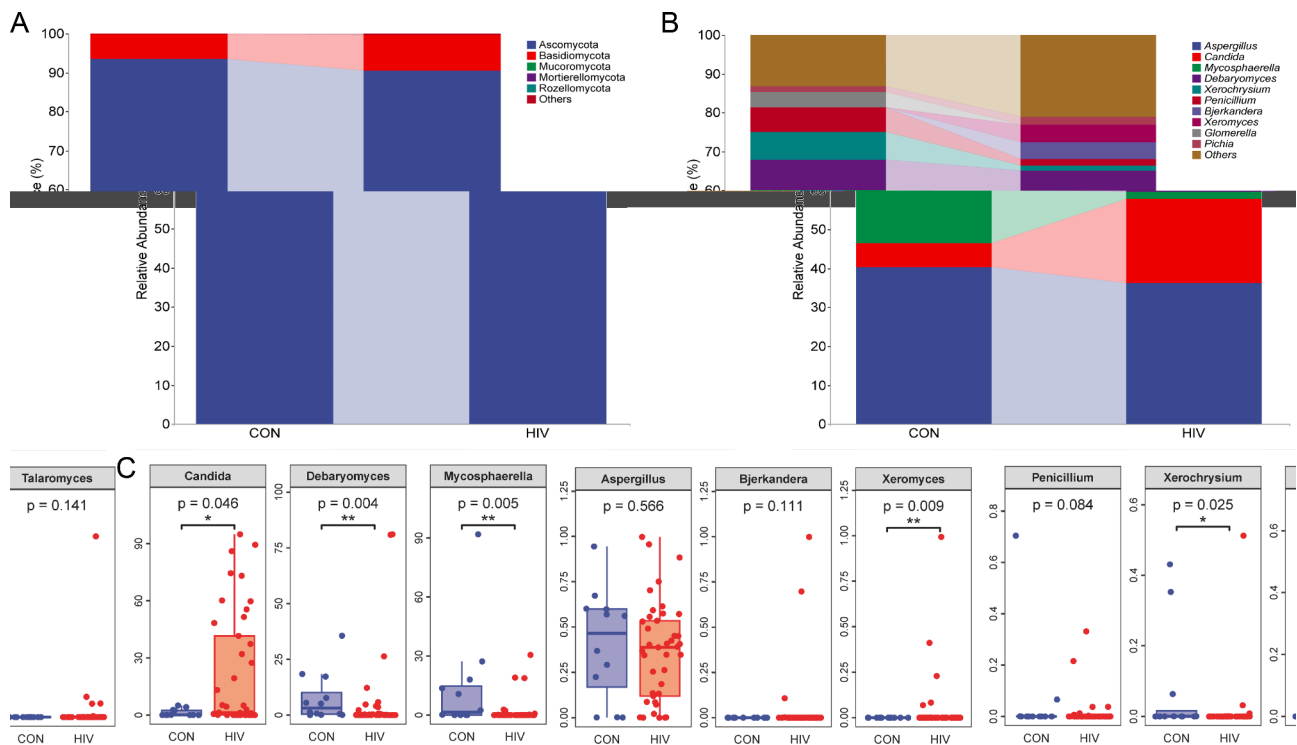 A
B
100
90
80
70
60
ce (%)
Ascomycota
Basidiomycota
Mucoromycota
Mortierellomycota
Rozellomycota
Others
100
90
80
70
60
ce (%)
Aspergillus
Candida
Mycosphaerella
Debaryomyces
Xerochrysium
Penicillium
Bjerkandera
Xeromyces
Glomerella
Pichia
Others
Relative Abundan
50
40
30
20
10
0
CON
HIV
Relative Abundan
50
40
30
20
10
0
CON
HIV
C
Talaromyces
p = 0.141
CON
HIV
Candida
p = 0.046
*
90
60
30
0
CON
HIV
Debaryomyces
p = 0.004
**
100
75
50
25
0
CON
HIV
Mycosphaerella
p = 0.005
**
90
60
30
0
CON
HIV
Aspergillus
p = 0.566
1.25
1.00
0.75
0.50
0.25
0.00
CON
HIV
Bjerkandera
p = 0.111
1.25
1.00
0.75
0.50
0.25
0.00
CON
HIV
Xeromyces
p = 0.009
**
1.25
1.00
0.75
0.50
0.25
0.00
CON
HIV
Penicillium
p = 0.084
0.8
0.6
0.4
0.2
0.0
CON
HIV
Xerochrysium
p = 0.025
*
0.6
0.4
0.2
0.0
CON
HIV
0.6
0.4
0.2
0.0